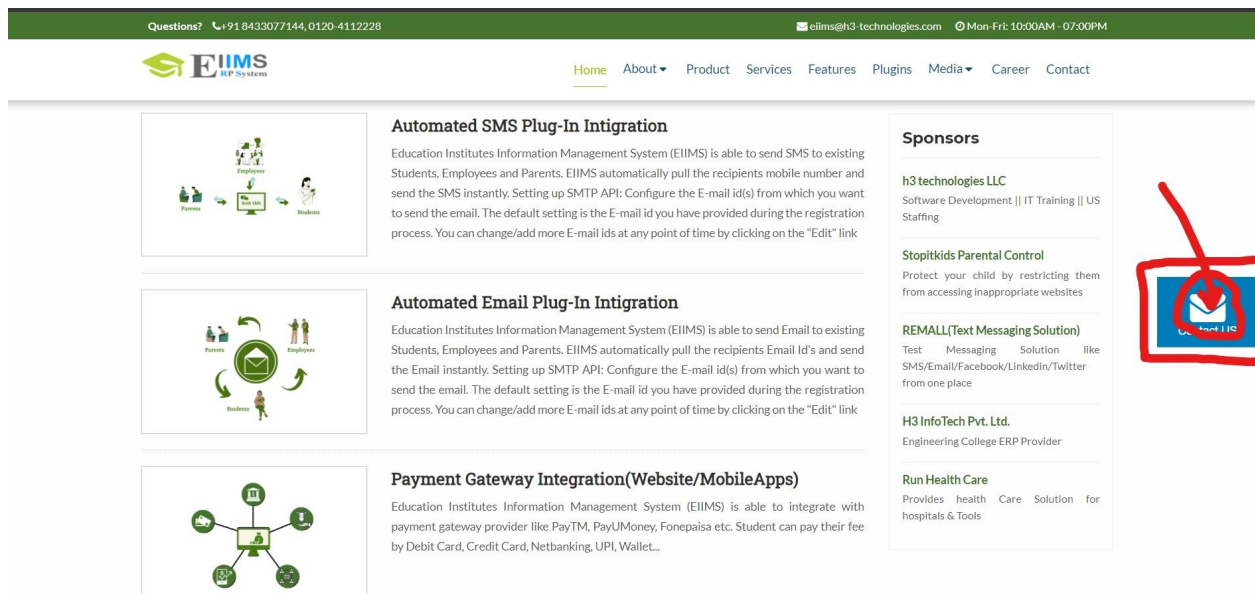 Questions? +91 8433077144, 0120-4112228
eiims@h3-technologies.com Mon-Fri: 10:00AM - 07:00PM
EIIMS
RP System
Home About Product Services Features Plugins Media Career Contact
Employees
Parents
Bulk SMS
Students
Automated SMS Plug-In Intigration
Education Institutes Information Management System (EIIMS) is able to send SMS to existing
Students, Employees and Parents. EIIMS automatically pull the recipients mobile number and
send the SMS instantly. Setting up SMTP API: Configure the E-mail id(s) from which you want
to send the email. The default setting is the E-mail id you have provided during the registration
process. You can change/add more E-mail ids at any point of time by clicking on the "Edit" link
Parents
Employees
Students
Automated Email Plug-In Intigration
Education Institutes Information Management System (EIIMS) is able to send Email to existing
Students, Employees and Parents. EIIMS automatically pull the recipients Email Id's and send
the Email instantly. Setting up SMTP API: Configure the E-mail id(s) from which you want to
send the email. The default setting is the E-mail id you have provided during the registration
process. You can change/add more E-mail ids at any point of time by clicking on the "Edit" link
Payment Gateway Integration(Website/MobileApps)
Education Institutes Information Management System (EIIMS) is able to integrate with
payment gateway provider like PayTM, PayUMoney, Fonepaisa etc. Student can pay their fee
by Debit Card, Credit Card, Netbanking, UPI, Wallet...
Sponsors
h3 technologies LLC
Software Development || IT Training || US
Staffing
Stopitkids Parental Control
Protect your child by restricting them
from accessing inappropriate websites
REMALL(Text Messaging Solution)
Test Messaging Solution like
SMS/Email/Facebook/Linkedin/Twitter
from one place
H3 InfoTech Pvt. Ltd.
Engineering College ERP Provider
Run Health Care
Provides health Care Solution for
hospitals & Tools
Contact US